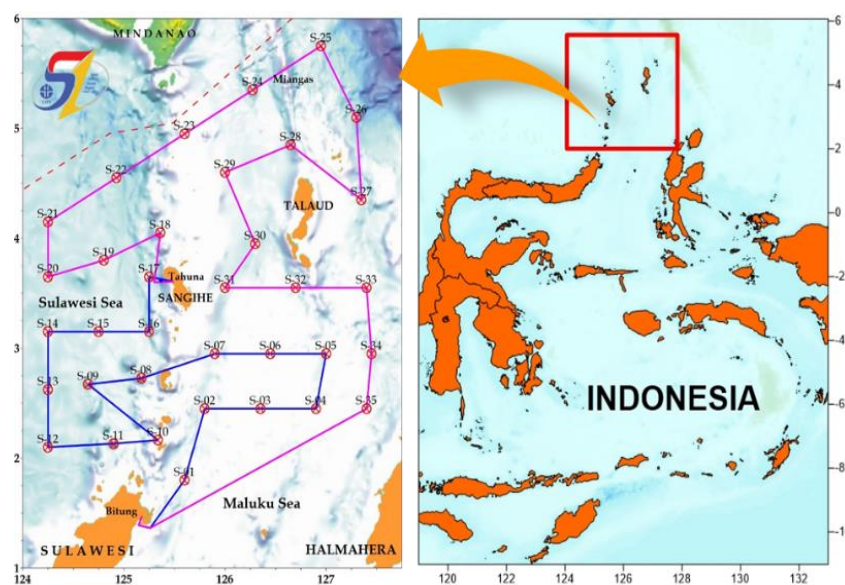 6
5
4
3
2
1
124
125
126
127
MINDANAO
S-25
S-24
Miangas
S-26
S-23
S-28
S-22
S-29
S-27
TALAUD
S-21
S-18
S-30
S-19
S-20
S-17
Tahuna
SANGIHE
S-31
S-32
S-33
Sulawesi Sea
S-14
S-15
S-16
S-07
S-06
S-05
S-34
S-13
S-09
S-08
S-02
S-03
S-04
S-35
S-12
S-11
S-10
S-01
Bitung
Maluku Sea
SULAWESI
HALMAHERA
INDONESIA
6
4
2
0
-2
-4
-6
-8
-1
120
122
124
126
128
130
132